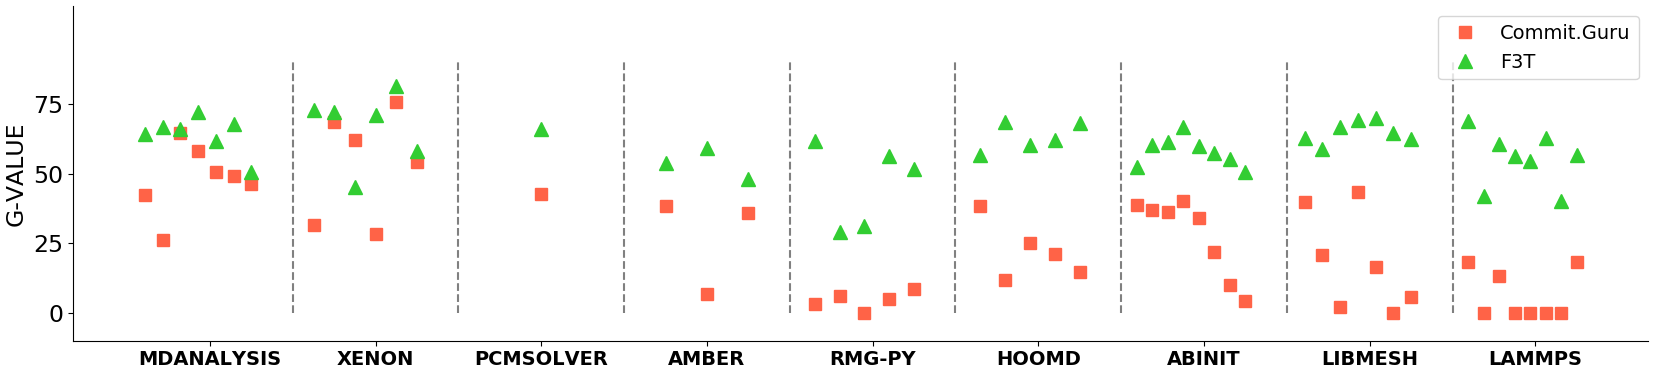 Commit.Guru
F3T
G-VALUE
75
50
25
0
MDANALYSIS XENON PCMSOLVER AMBER RMG-PY HOOMD ABINIT LIBMESH LAMMPS